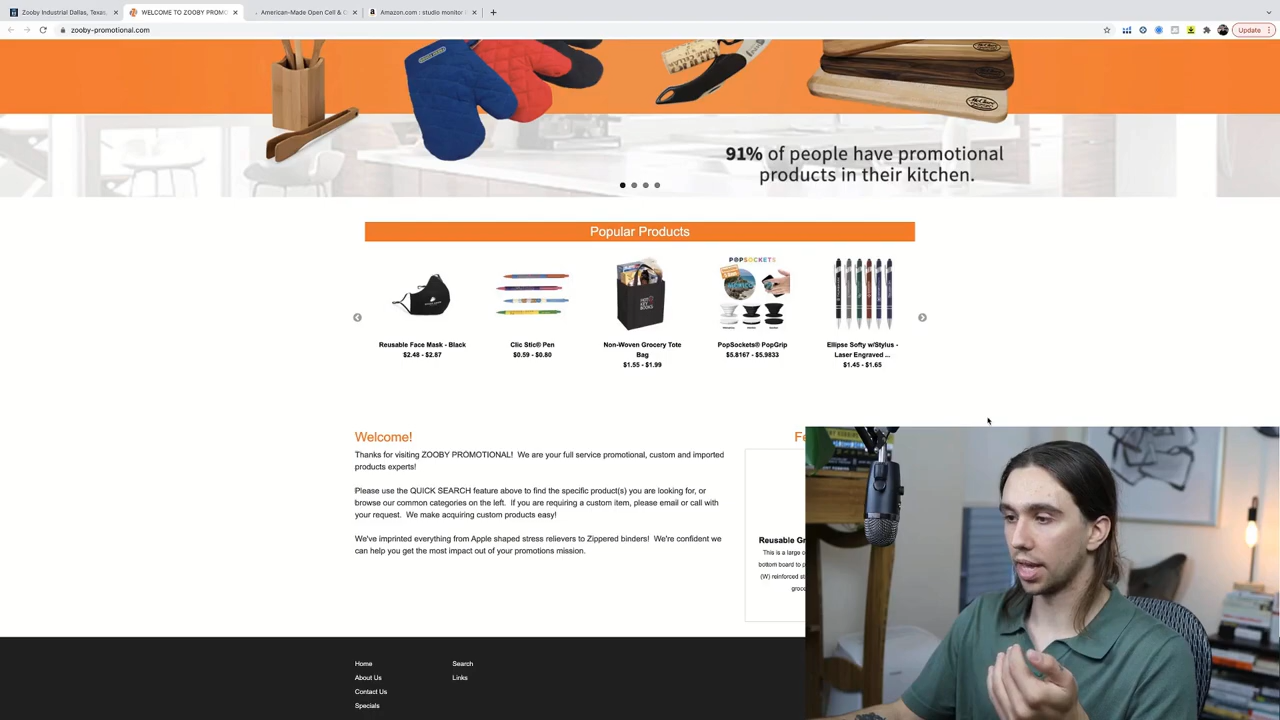 Zooby Industrial Dallas, Texas,
WELCOME TO ZOOBY PROMO
American-Made Open Cell &
Amazon.com : studio monitor
zooby-promotional.com
Update
91% of people have promotional
products in their kitchen.
Popular Products
POPSOCKETS
Reusable Face Mask - Black
$2.48 - $2.87
Clic Stic® Pen
$0.59 - $0.80
Non-Woven Grocery Tote
Bag
$1.55 - $1.99
PopSockets® PopGrip
$5.8167 - $5.9833
Ellipse Softy w/Stylus -
Laser Engraved ...
$1.45 - $1.65
Welcome!
Thanks for visiting ZOOBY PROMOTIONAL! We are your full service promotional, custom and imported
products experts!
Please use the QUICK SEARCH feature above to find the specific product(s) you are looking for, or
browse our common categories on the left. If you are requiring a custom item, please email or call with
your request. We make acquiring custom products easy!
We've imprinted everything from Apple shaped stress relievers to Zippered binders! We're confident we
can help you get the most impact out of your promotions mission.
Fe
Reusable Gr
This is a large c
bottom board to p
(W) reinforced st
groc
Home
About Us
Contact Us
Specials
Search
Links